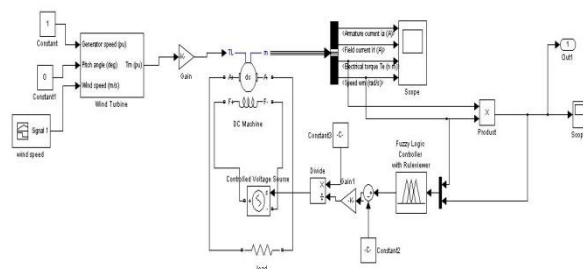 1
Constant
Generator speed (pu)
0
Pitch angle (deg)
Tm (pu)
Constant1
Wind speed (m/s)
Wind Turbine
Signal 1
wind speed
Gain
TL
m
dc
DC Machine
<Armature current ia (A)>
<Field current if (A)>
<Electrical torque Te (n m)>
<Speed wm (rad/s)>
Scope
X
Product
1
Out1
Scop
Constant3
-C-
Divide
Gain1
Fuzzy Logic
Controller
with Ruleviewer
Controlled Voltage Source
-C-
Constant2
load